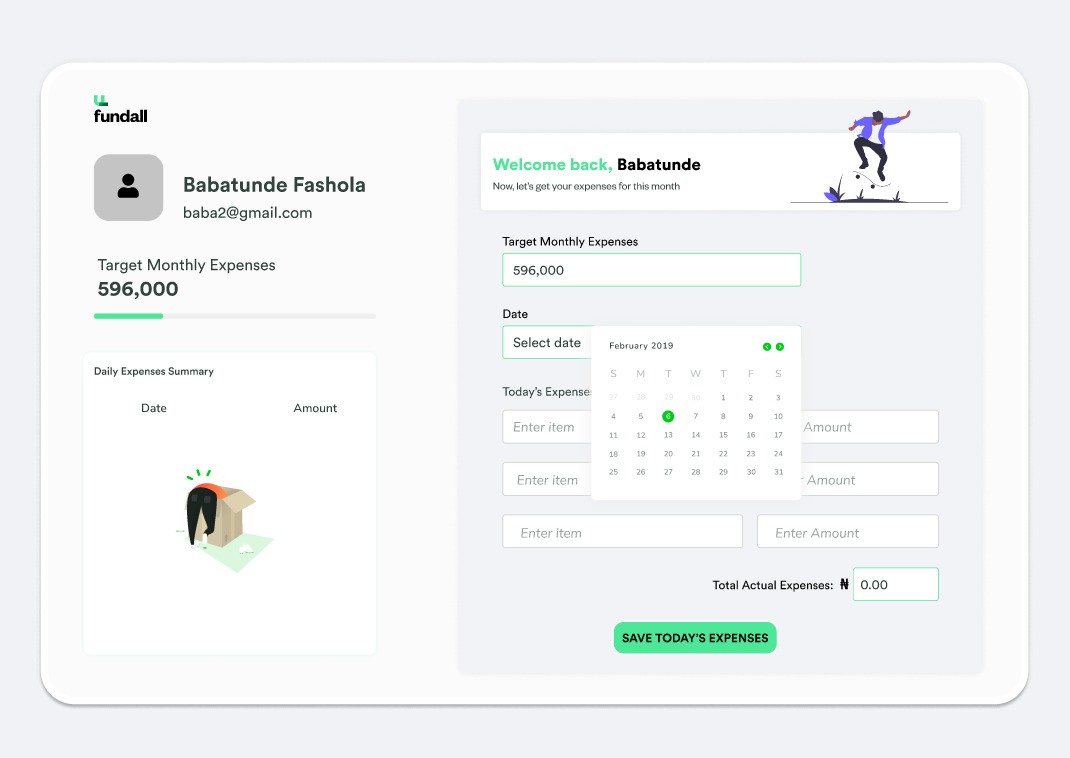 fundall
Babatunde Fashola
baba2@gmail.com
Target Monthly Expenses
596,000
Daily Expenses Summary
Date Amount
Welcome back, Babatunde
Now, let's get your expenses for this month
Target Monthly Expenses
596,000
Date
Select date
February 2019
S M T W T F S
27 28 29 30 1 2 3
4 5 6 7 8 9 10
11 12 13 14 15 16 17
18 19 20 21 22 23 24
25 26 27 28 29 30 31
Today's Expenses
Enter item Amount
Enter item Amount
Enter item Enter Amount
Total Actual Expenses: ₦ 0.00
SAVE TODAY'S EXPENSES